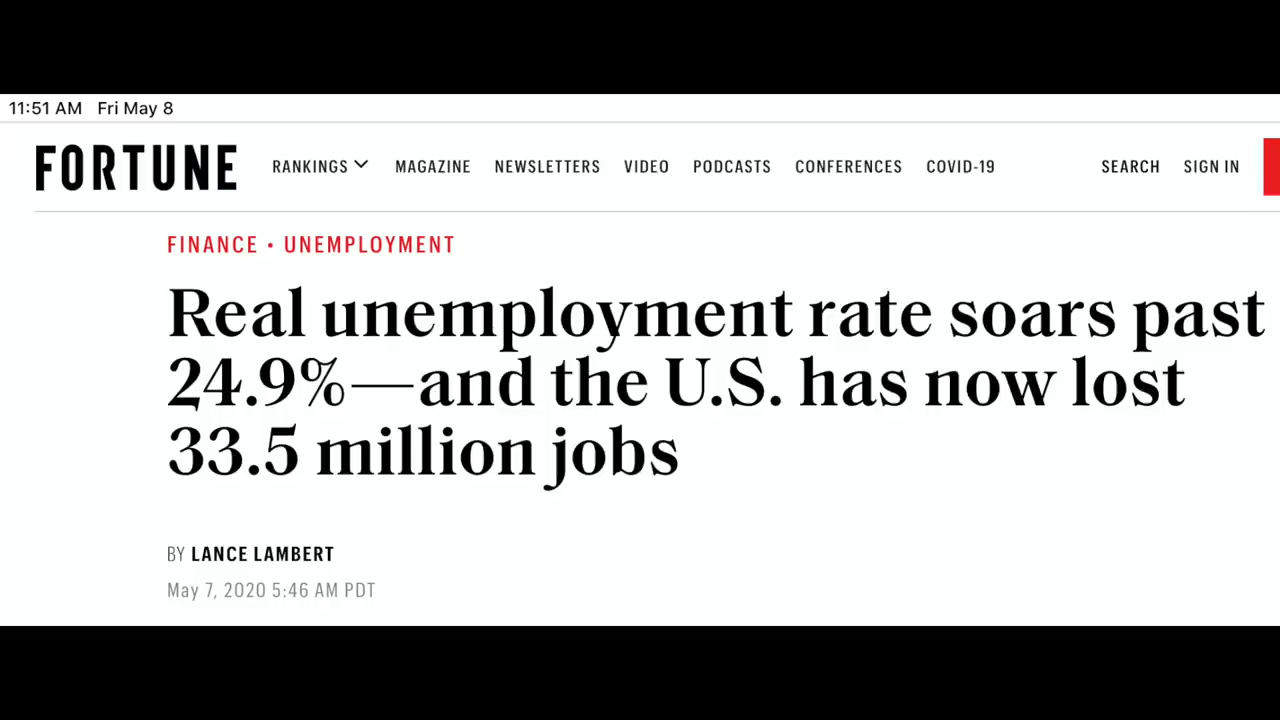 11:51 AM Fri May 8
FORTUNE RANKINGS MAGAZINE NEWSLETTERS VIDEO PODCASTS CONFERENCES COVID-19 SEARCH SIGN IN
FINANCE • UNEMPLOYMENT
Real unemployment rate soars past
24.9%—and the U.S. has now lost
33.5 million jobs
BY LANCE LAMBERT
May 7, 2020 5:46 AM PDT